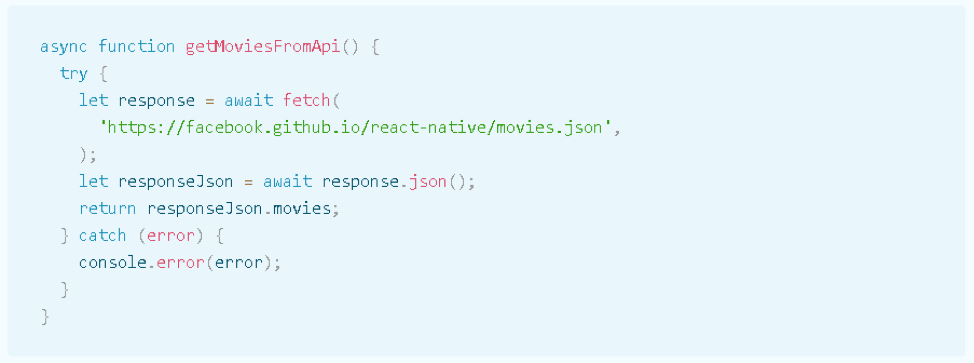 async function getMoviesFromApi() {
  try {
    let response = await fetch(
      'https://facebook.github.io/react-native/movies.json',
    );
    let responseJson = await response.json();
    return responseJson.movies;
  } catch (error) {
    console.error(error);
  }
}